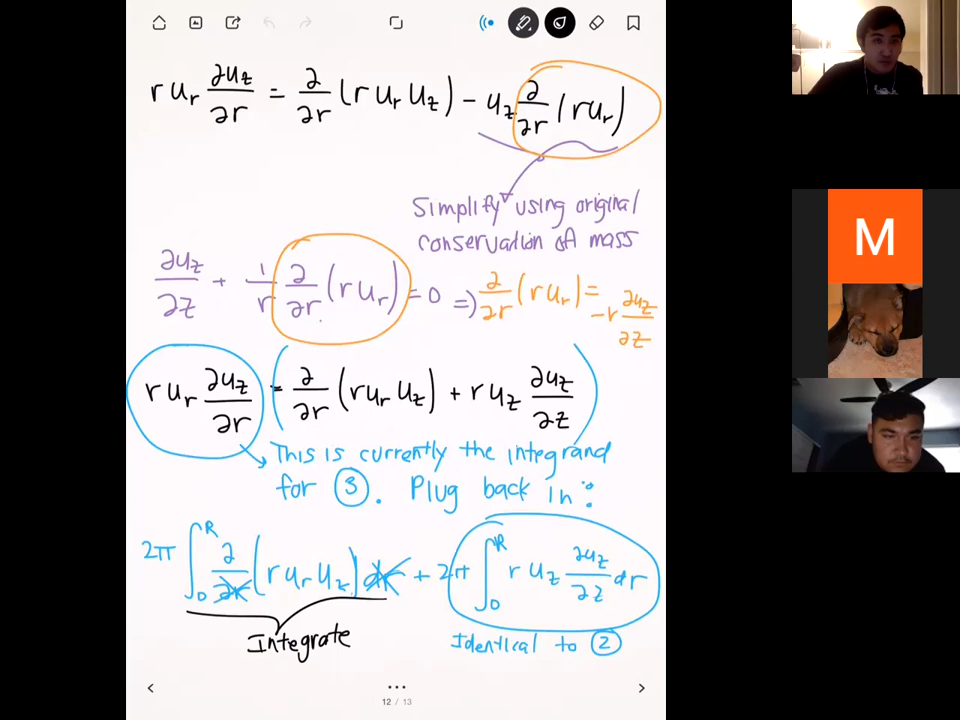 r u_r ∂u_z/∂r = ∂/∂r (r u_r u_z) - u_z ∂/∂r (r u_r)
Simplify using original
conservation of mass
∂u_z/∂z + 1/r ∂/∂r (r u_r) = 0 => ∂/∂r (r u_r) = -r ∂u_z/∂z
r u_r ∂u_z/∂r = (∂/∂r (r u_r u_z) + r u_z ∂u_z/∂z)
This is currently the integrand
for ③. Plug back in:
2π ∫_0^R ∂/∂r (r u_r u_z) dr + 2π ∫_0^R r u_z ∂u_z/∂z dr
Integrate
Identical to ②
12 / 13
M